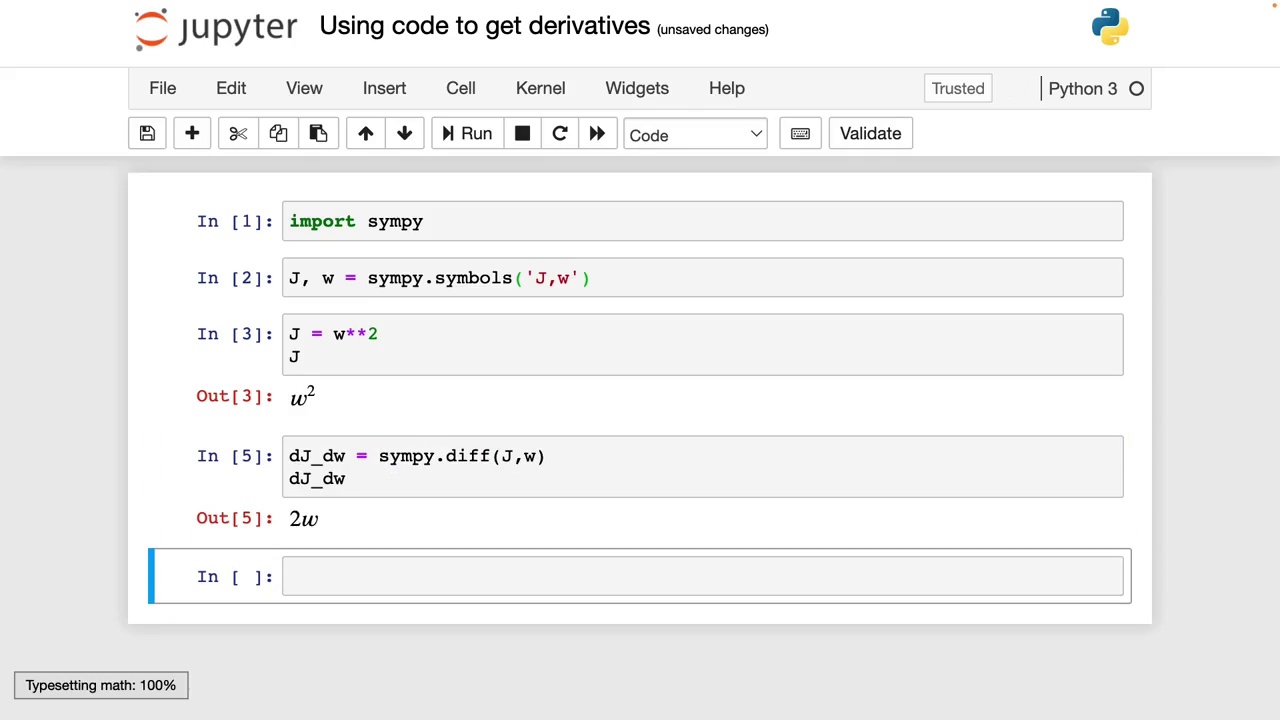 jupyter Using code to get derivatives (unsaved changes)
File Edit View Insert Cell Kernel Widgets Help Trusted Python 3
Run Code Validate
In [1]: import sympy
In [2]: J, w = sympy.symbols('J,w')
In [3]: J = w**2
J
Out[3]: w²
In [5]: dJ_dw = sympy.diff(J,w)
dJ_dw
Out[5]: 2w
In [ ]:
Typesetting math: 100%